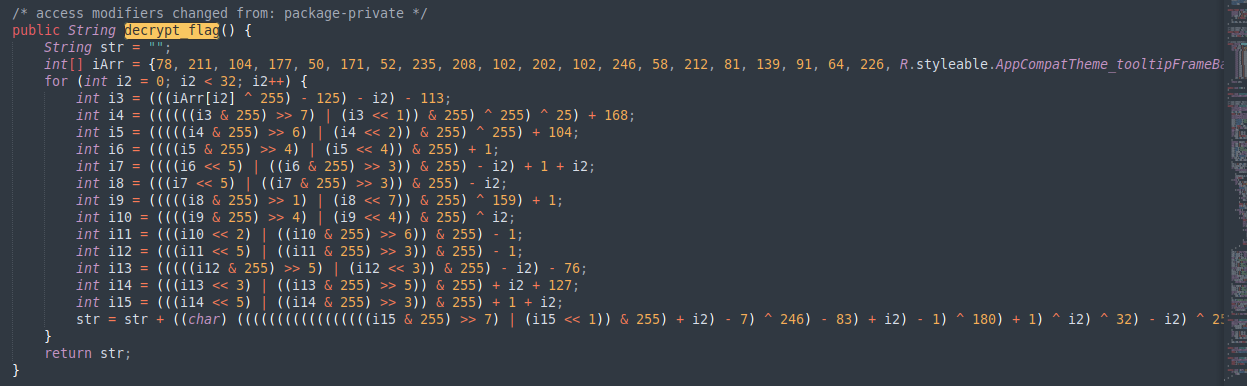 /* access modifiers changed from: package-private */
public String decrypt_flag() {
String str = "";
int[] iArr = {78, 211, 104, 177, 50, 171, 52, 235, 208, 102, 202, 102, 246, 58, 212, 81, 139, 91, 64, 226, R.styleable.AppCompatTheme_tooltipFrameBa
for (int i2 = 0; i2 < 32; i2++) {
int i3 = (((iArr[i2] ^ 255) - 125) - i2) - 113;
int i4 = ((((((i3 & 255) >> 7) | (i3 << 1)) & 255) ^ 255) ^ 25) + 168;
int i5 = (((((i4 & 255) >> 6) | (i4 << 2)) & 255) ^ 255) + 104;
int i6 = ((((i5 & 255) >> 4) | (i5 << 4)) & 255) + 1;
int i7 = ((((i6 << 5) | ((i6 & 255) >> 3)) & 255) - i2) + 1 + i2;
int i8 = (((i7 << 5) | ((i7 & 255) >> 3)) & 255) - i2;
int i9 = (((((i8 & 255) >> 1) | (i8 << 7)) & 255) ^ 159) + 1;
int i10 = ((((i9 & 255) >> 4) | (i9 << 4)) & 255) ^ i2;
int i11 = (((i10 << 2) | ((i10 & 255) >> 6)) & 255) - 1;
int i12 = (((i11 << 5) | ((i11 & 255) >> 3)) & 255) - 1;
int i13 = (((((i12 & 255) >> 5) | (i12 << 3)) & 255) - i2) - 76;
int i14 = (((i13 << 3) | ((i13 & 255) >> 5)) & 255) + i2 + 127;
int i15 = (((i14 << 5) | ((i14 & 255) >> 3)) & 255) + 1 + i2;
str = str + ((char) (((((((((((((((((i15 & 255) >> 7) | (i15 << 1)) & 255) + i2) - 7) ^ 246) - 83) + i2) - 1) ^ 180) + 1) ^ i2) ^ 32) - i2) ^ 25
}
return str;
}